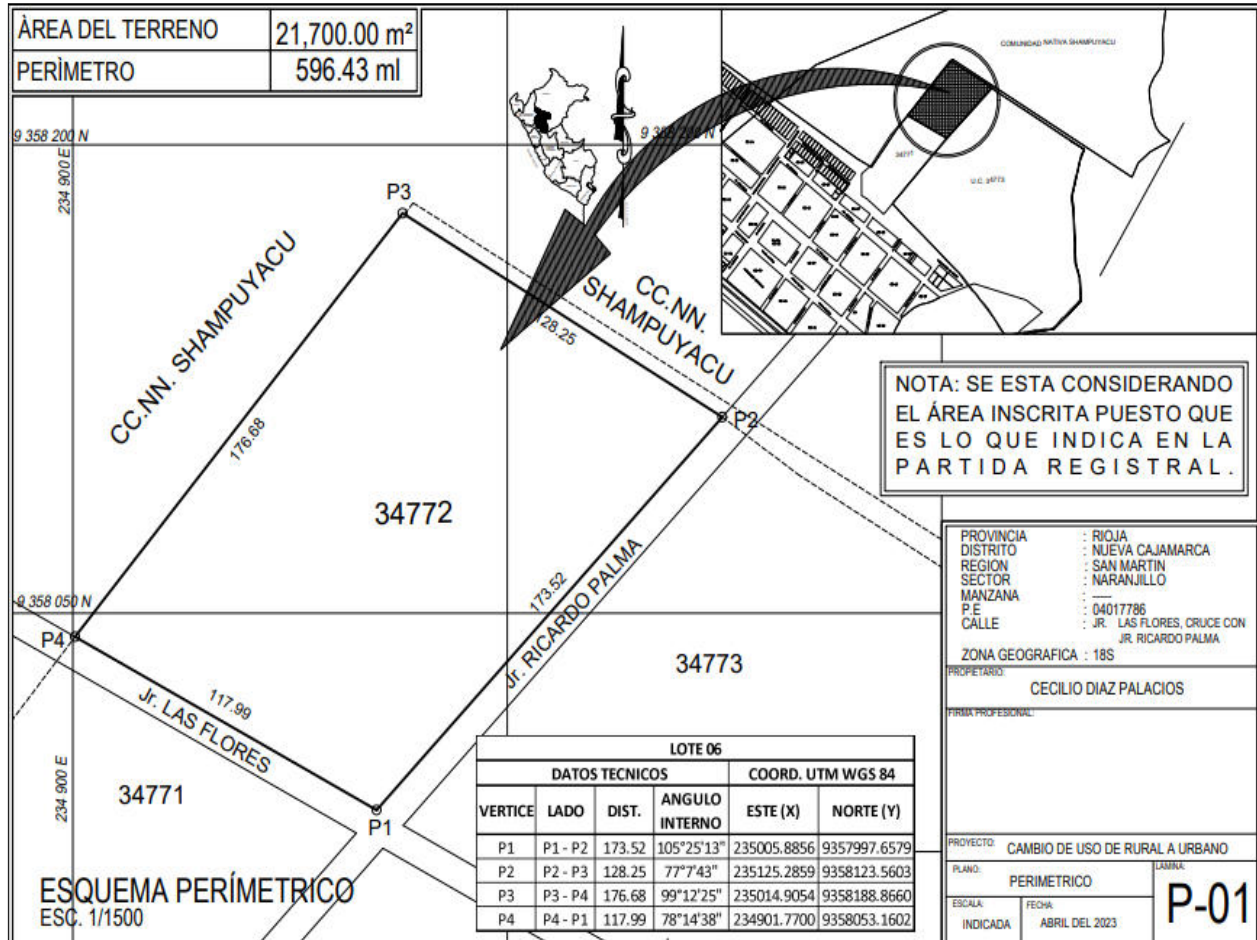 ÀREA DEL TERRENO 21,700.00 m²
PERÌMETRO 596.43 ml
COMUNIDAD NATIVA SHAMPUYACU
34771
U.C. 34773
9 358 200 N
9 358 200 N
234 900 E
P3
CC.NN. SHAMPUYACU
CC.NN.
SHAMPUYACU
128.25
P2
176.68
34772
NOTA: SE ESTA CONSIDERANDO
EL ÁREA INSCRITA PUESTO QUE
ES LO QUE INDICA EN LA
PARTIDA REGISTRAL.
173.52
Jr. RICARDO PALMA
9 358 050 N
P4
34773
117.99
Jr. LAS FLORES
234 900 E
34771
P1
ESQUEMA PERÍMETRICO
ESC. 1/1500
LOTE 06
DATOS TECNICOS COORD. UTM WGS 84
VERTICE LADO DIST. ANGULO INTERNO ESTE (X) NORTE (Y)
P1 P1 - P2 173.52 105°25'13" 235005.8856 9357997.6579
P2 P2 - P3 128.25 77°7'43" 235125.2859 9358123.5603
P3 P3 - P4 176.68 99°12'25" 235014.9054 9358188.8660
P4 P4 - P1 117.99 78°14'38" 234901.7700 9358053.1602
PROVINCIA : RIOJA
DISTRITO : NUEVA CAJAMARCA
REGION : SAN MARTIN
SECTOR : NARANJILLO
MANZANA : ----
P.E : 04017786
CALLE : JR. LAS FLORES, CRUCE CON
JR. RICARDO PALMA
ZONA GEOGRAFICA : 18S
PROPIETARIO:
CECILIO DIAZ PALACIOS
FIRMA PROFESIONAL:
PROYECTO: CAMBIO DE USO DE RURAL A URBANO
PLANO:
PERIMETRICO
LAMINA:
P-01
ESCALA:
INDICADA
FECHA:
ABRIL DEL 2023